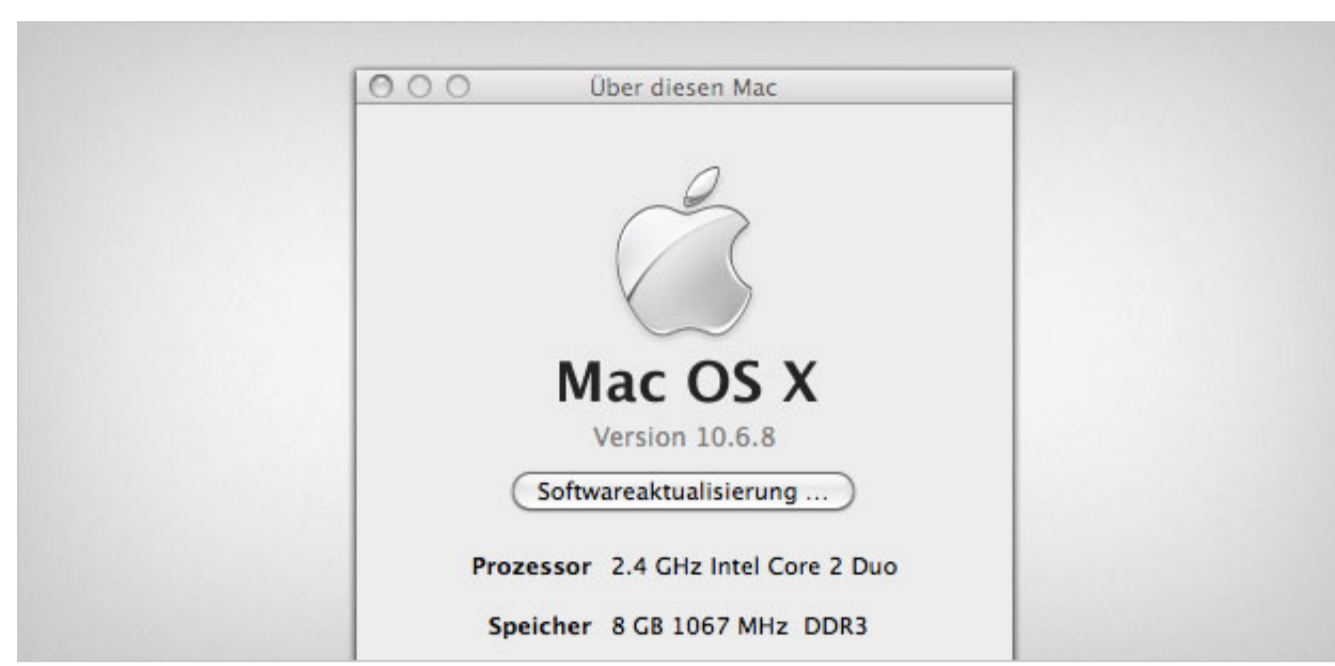 Über diesen Mac
Mac OS X
Version 10.6.8
Softwareaktualisierung ...
Prozessor 2.4 GHz Intel Core 2 Duo
Speicher 8 GB 1067 MHz DDR3